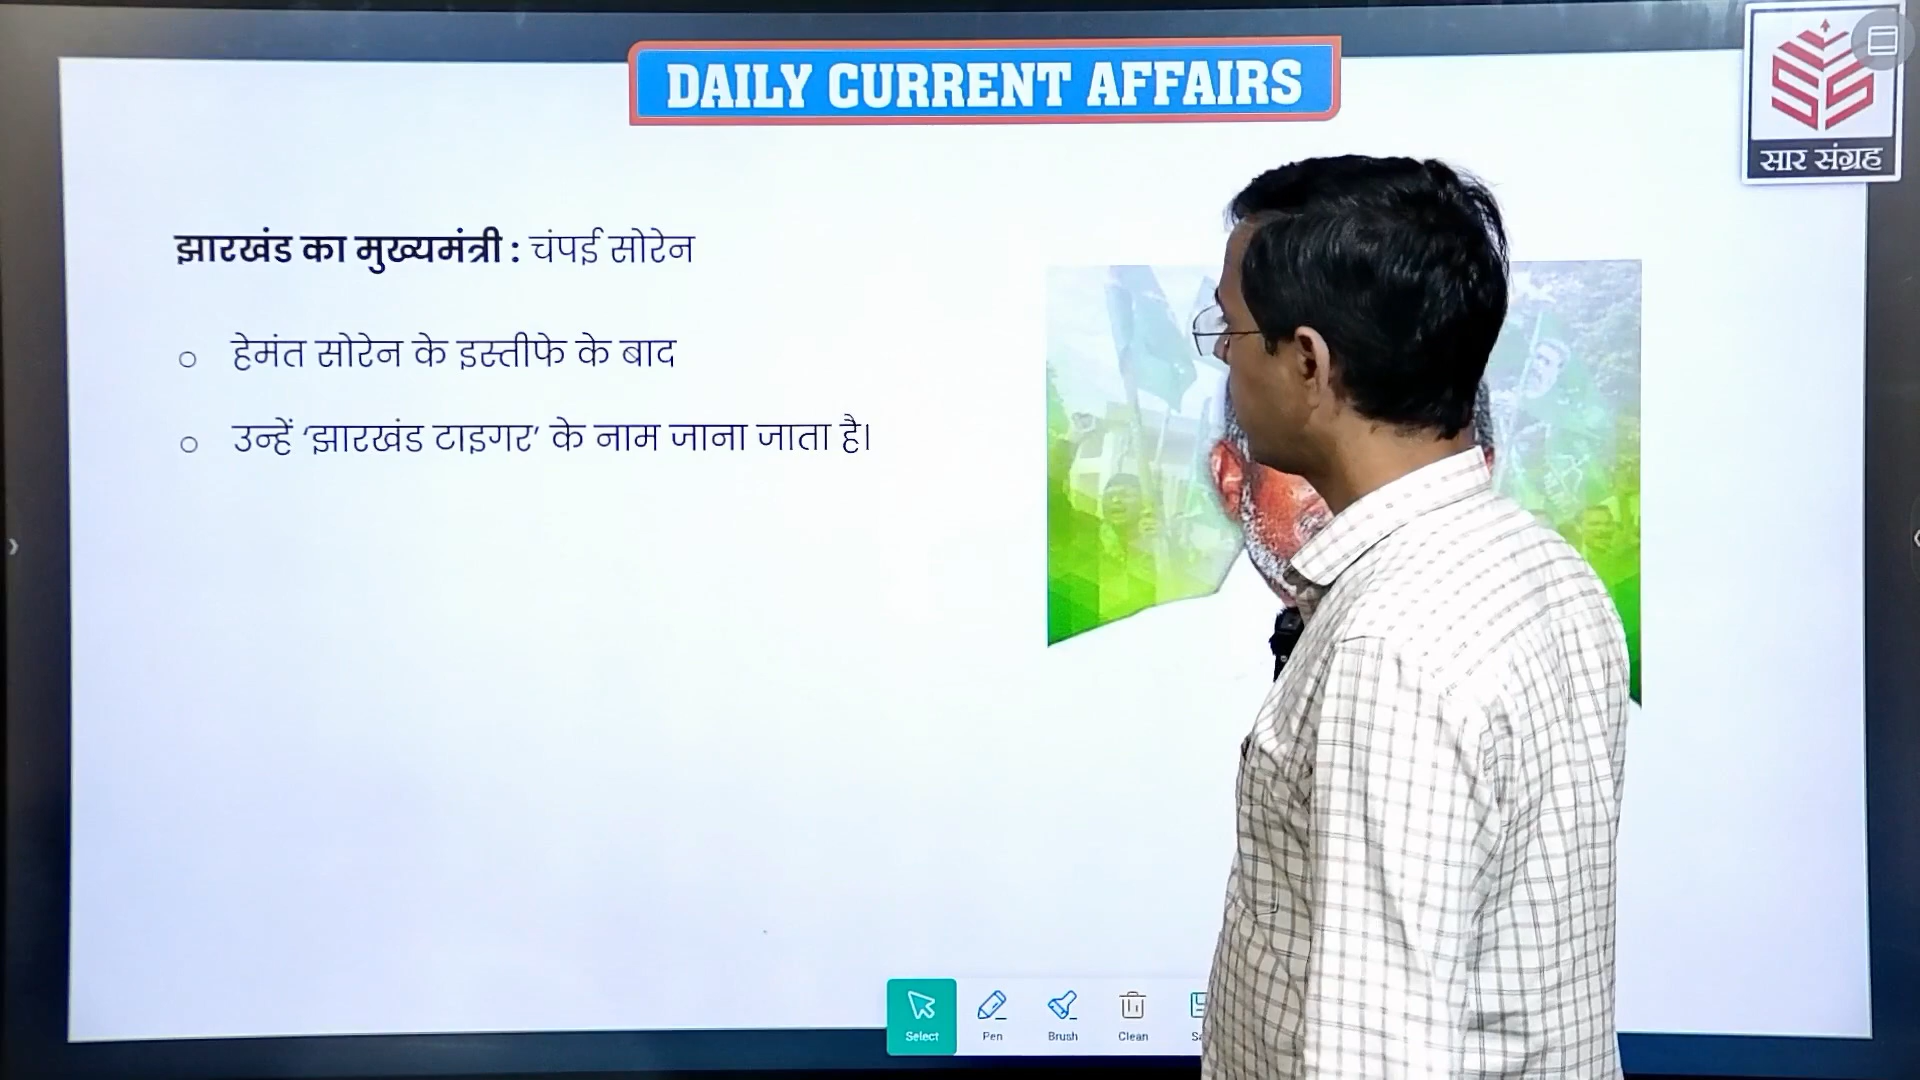 DAILY CURRENT AFFAIRS
सार संग्रह
झारखंड का मुख्यमंत्री : चंपई सोरेन
हेमंत सोरेन के इस्तीफे के बाद
उन्हें ‘झारखंड टाइगर’ के नाम जाना जाता है।
Select
Pen
Brush
Clean